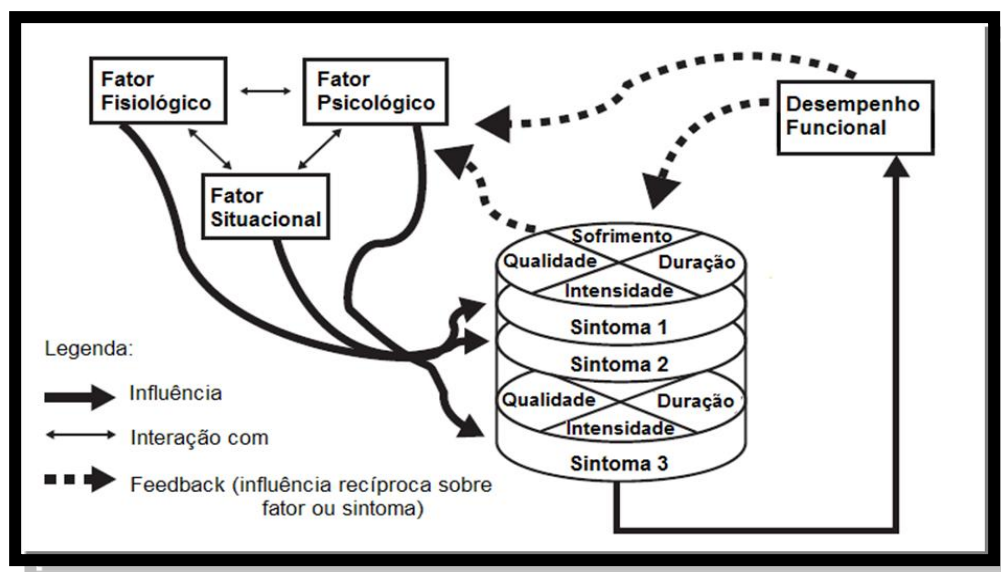 Fator
Fisiológico
Fator
Psicológico
Desempenho
Funcional
Fator
Situacional
Sofrimento
Qualidade
Duração
Intensidade
Sintoma 1
Sintoma 2
Qualidade
Duração
Intensidade
Sintoma 3
Legenda:
Influência
Interação com
Feedback (influência recíproca sobre
fator ou sintoma)